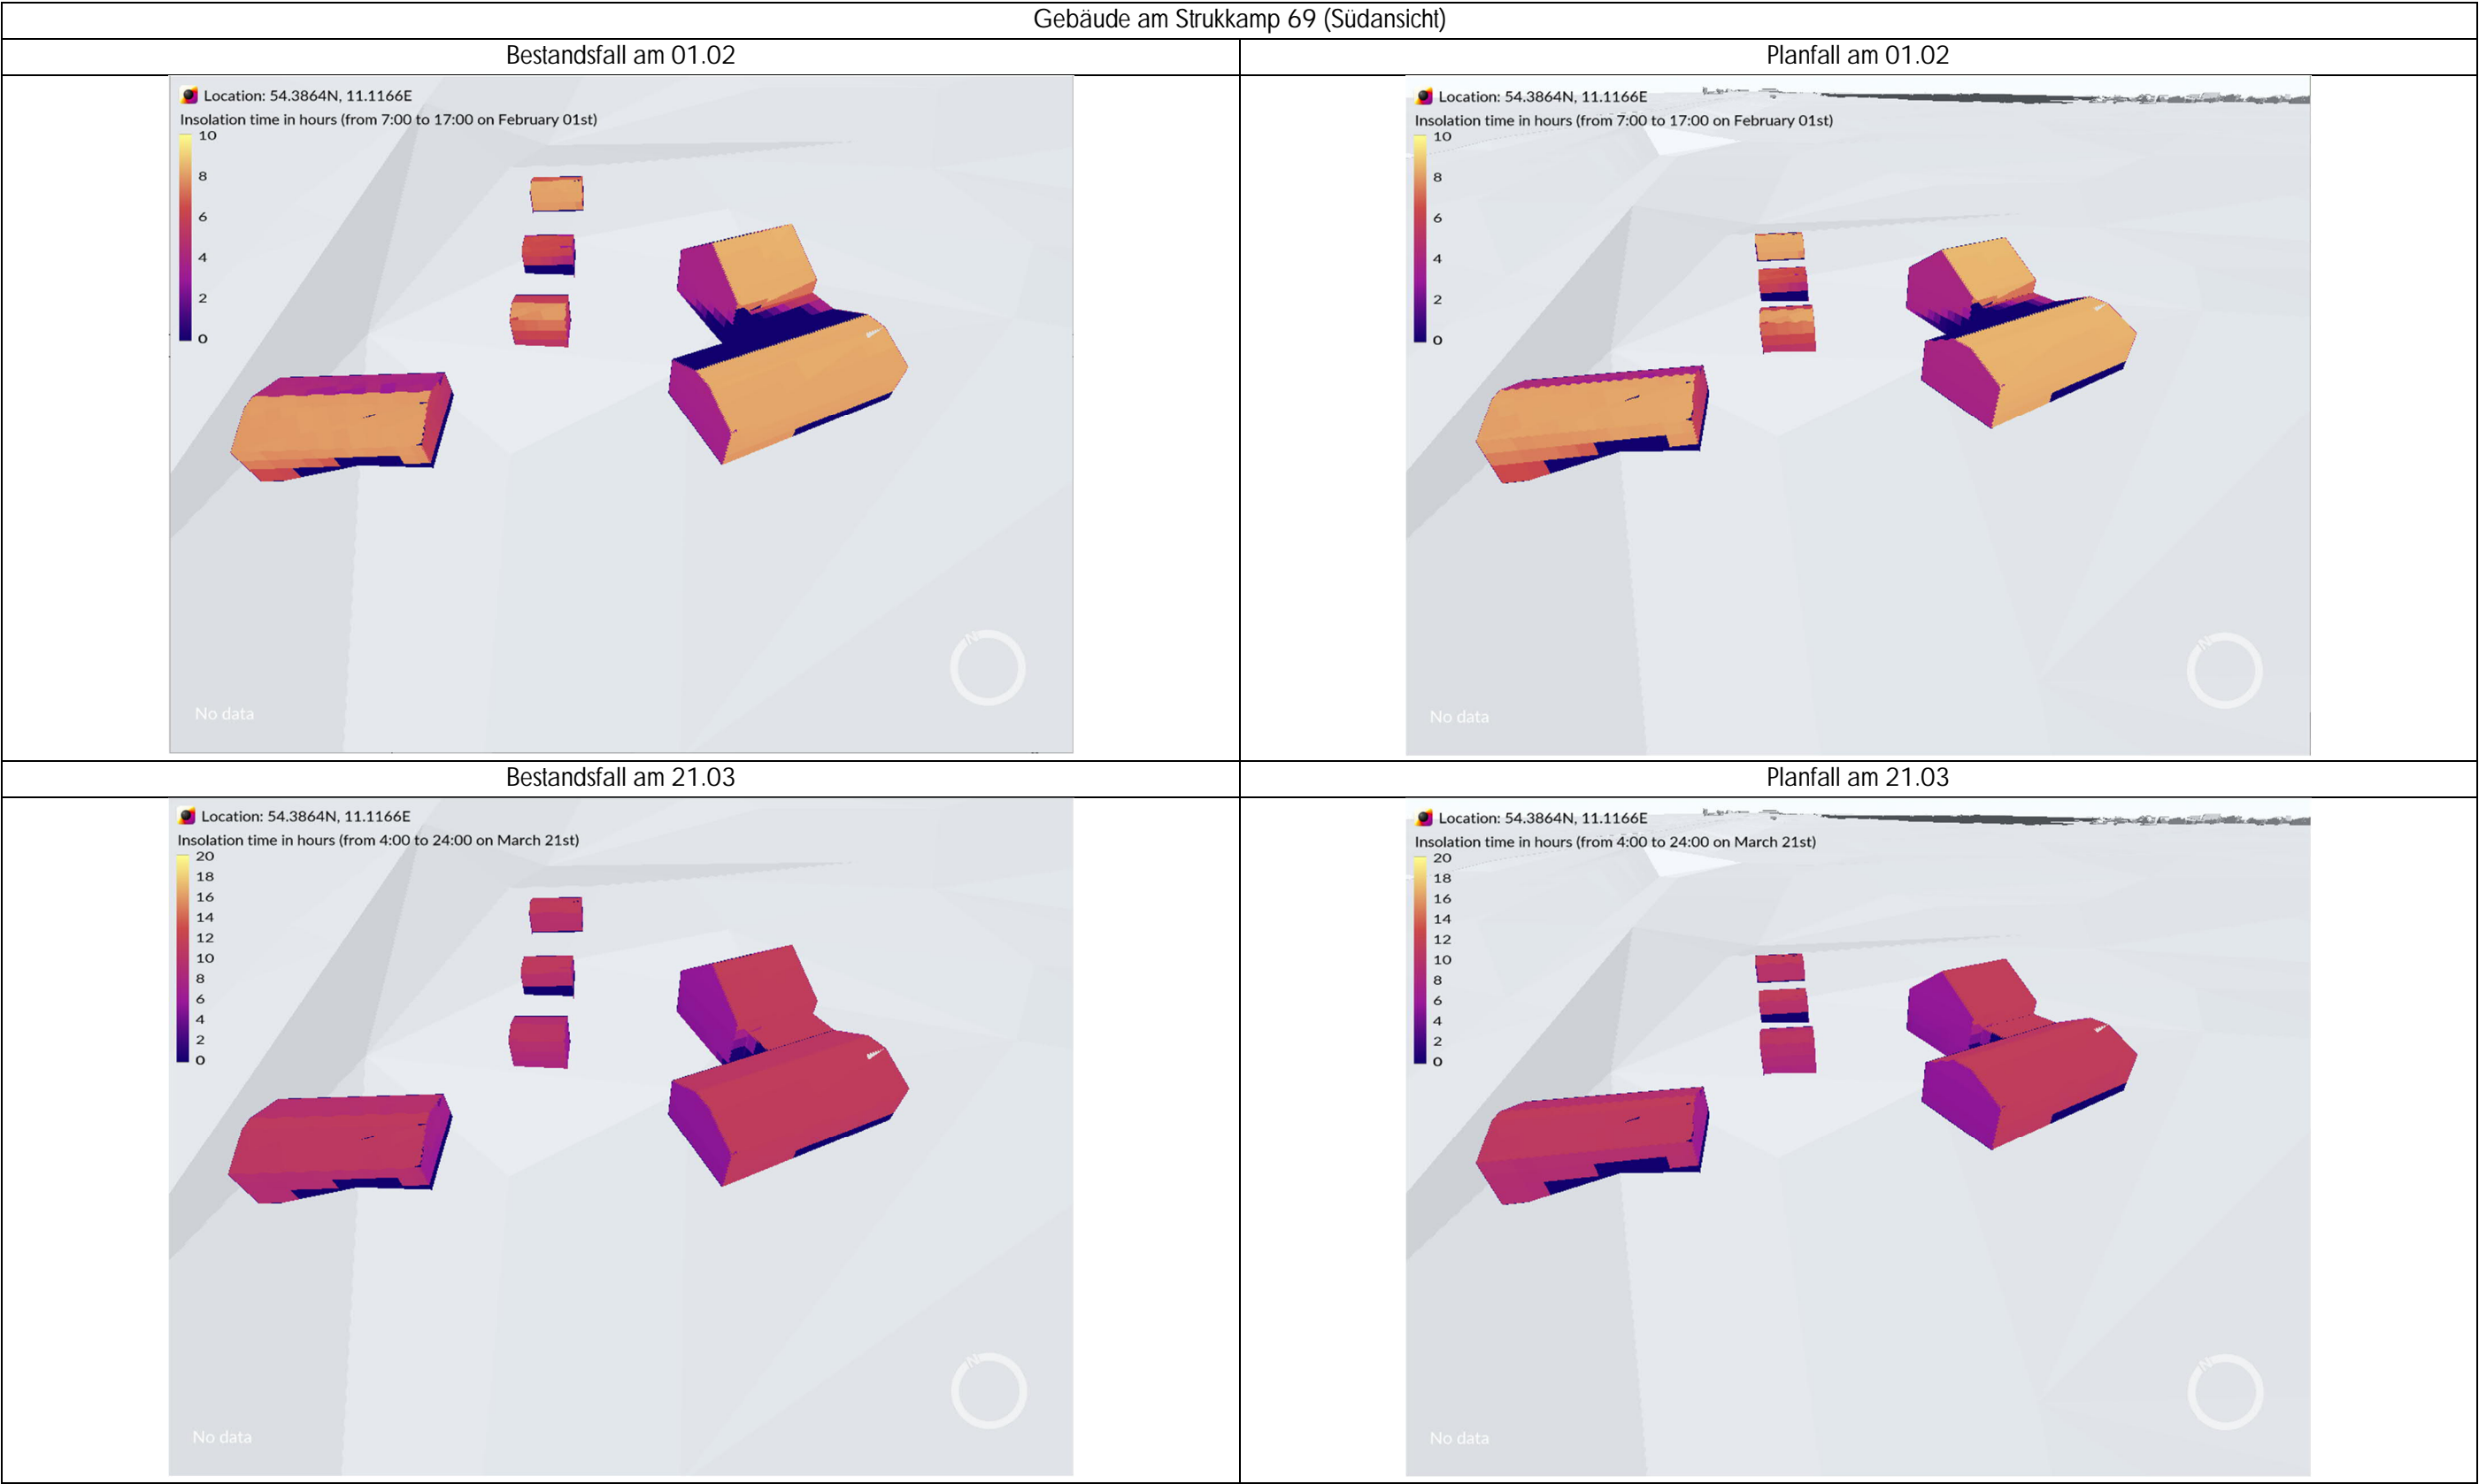 Gebäude am Strukkamp 69 (Südansicht)
Bestandsfall am 01.02
Planfall am 01.02
Location: 54.3864N, 11.1166E
Insolation time in hours (from 7:00 to 17:00 on February 01st)
10
8
6
4
2
0
N
No data
Location: 54.3864N, 11.1166E
Insolation time in hours (from 7:00 to 17:00 on February 01st)
10
8
6
4
2
0
N
No data
Bestandsfall am 21.03
Planfall am 21.03
Location: 54.3864N, 11.1166E
Insolation time in hours (from 4:00 to 24:00 on March 21st)
20
18
16
14
12
10
8
6
4
2
0
N
No data
Location: 54.3864N, 11.1166E
Insolation time in hours (from 4:00 to 24:00 on March 21st)
20
18
16
14
12
10
8
6
4
2
0
N
No data